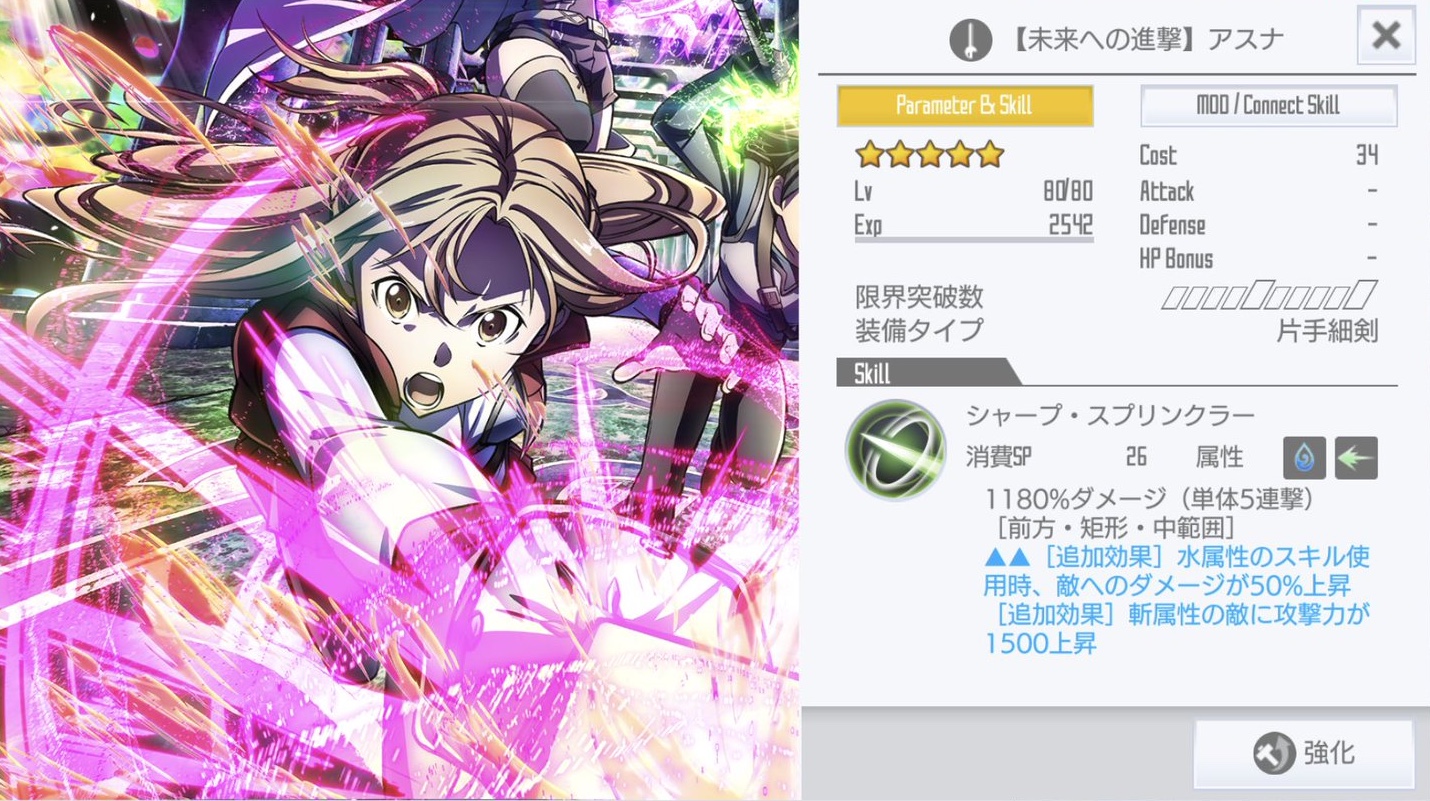 【未来への進撃】アスナ
Parameter & Skill
MOD / Connect Skill
Lv 80/80
Exp 2542
Cost 34
Attack -
Defense -
HP Bonus -
限界突破数
装備タイプ 片手細剣
Skill
シャープ・スプリンクラー
消費SP 26 属性
1180%ダメージ（単体5連撃）
［前方・矩形・中範囲］
▲▲［追加効果］水属性のスキル使
用時、敵へのダメージが50%上昇
［追加効果］斬属性の敵に攻撃力が
1500上昇
強化